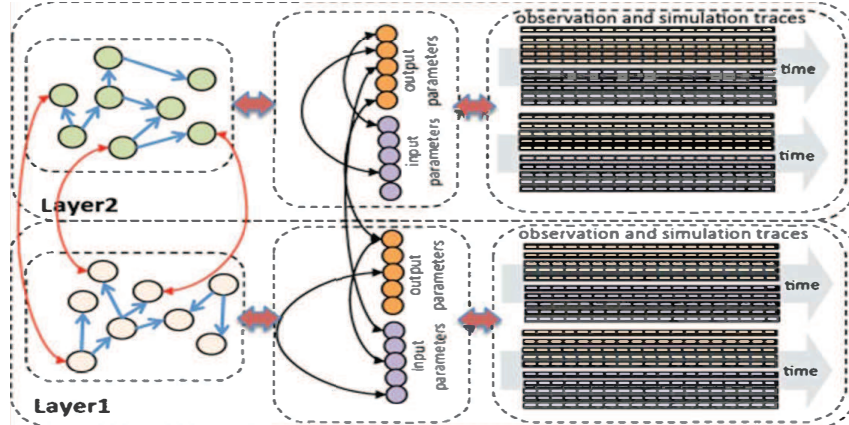 observation and simulation traces
output
parameters
time
input
parameters
time
Layer2
observation and simulation traces
output
parameters
time
input
parameters
time
Layer1